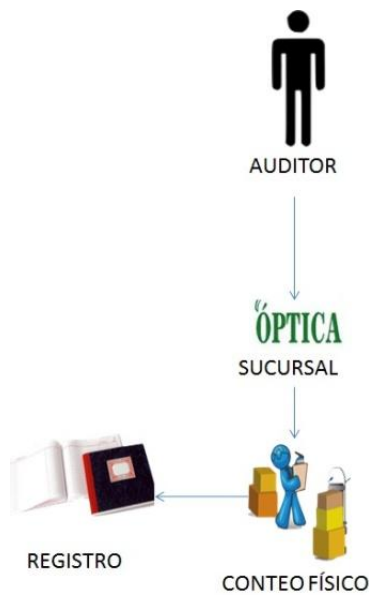 AUDITOR
ÓPTICA
SUCURSAL
REGISTRO
CONTEO FÍSICO